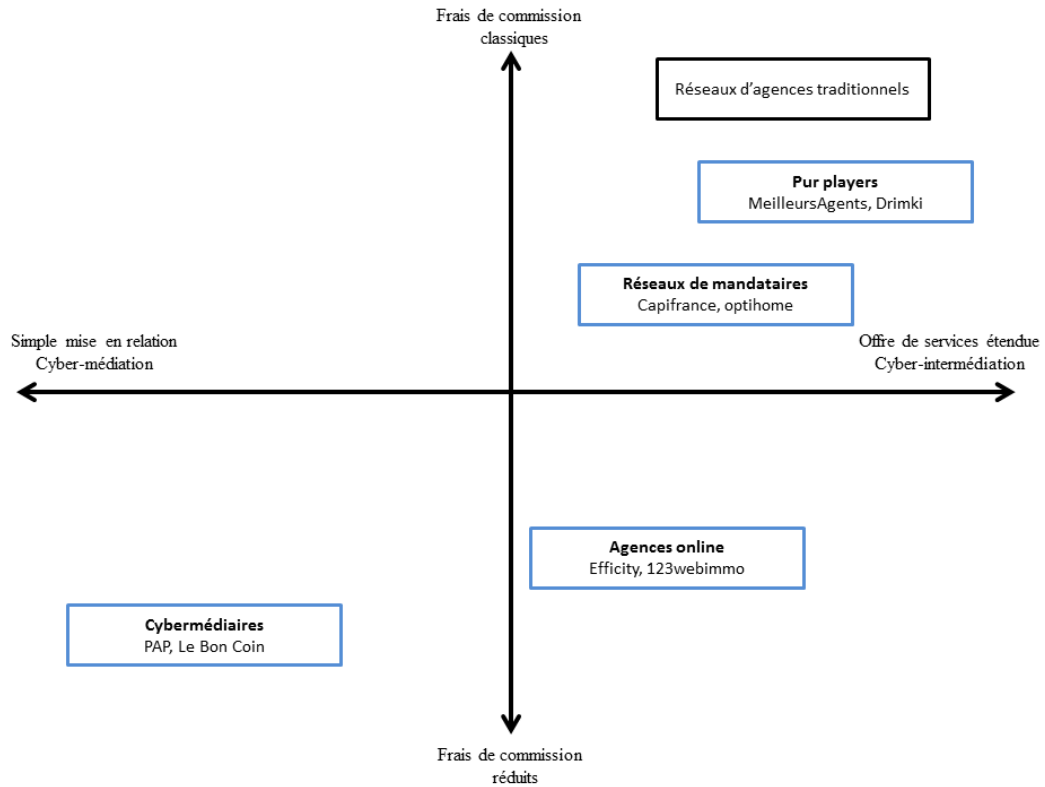 Frais de commission
classiques
Réseaux d’agences traditionnels
Pur players
MeilleursAgents, Drimki
Réseaux de mandataires
Capifrance, optihome
Simple mise en relation
Cyber-médiation
Offre de services étendue
Cyber-intermédiation
Agences online
Efficity, 123webimmo
Cybermédiaires
PAP, Le Bon Coin
Frais de commission
réduits